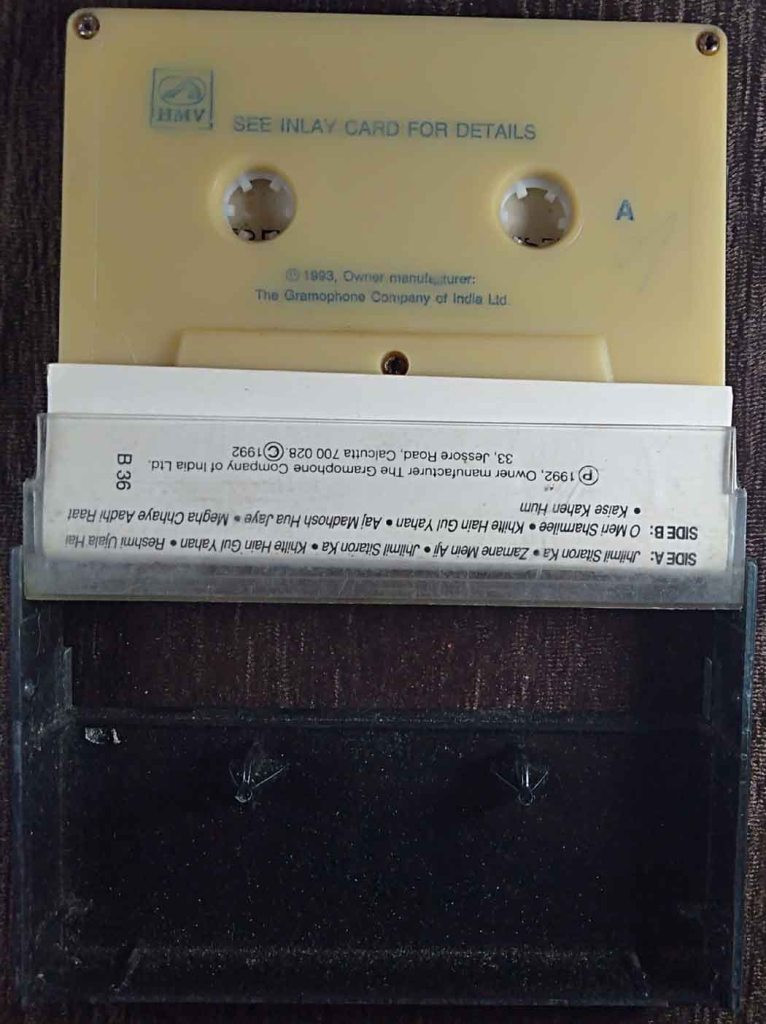 HMV
SEE INLAY CARD FOR DETAILS
A
Ⓟ 1993, Owner manufacturer:
The Gramophone Company of India Ltd.
SIDE A: Jhilmil Sitaron Ka • Zamane Mein Aji • Jhilmil Sitaron Ka • Khilte Hain Gul Yahan • Reshmi Ujala Hai
SIDE B: O Meri Sharmilee • Khilte Hain Gul Yahan • Aaj Madhosh Hua Jaye • Megha Chhaye Aadhi Raat
• Kaise Kahen Hum
Ⓟ 1992, Owner manufacturer The Gramophone Company of India Ltd.
33, Jessore Road, Calcutta 700 028. Ⓒ 1992
B 36